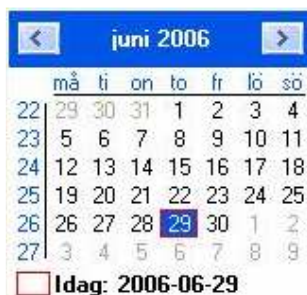 juni 2006
må ti on to fr lö sö
22 29 30 31 1 2 3 4
23 5 6 7 8 9 10 11
24 12 13 14 15 16 17 18
25 19 20 21 22 23 24 25
26 26 27 28 29 30 1 2
27 3 4 5 6 7 8 9
Idag: 2006-06-29